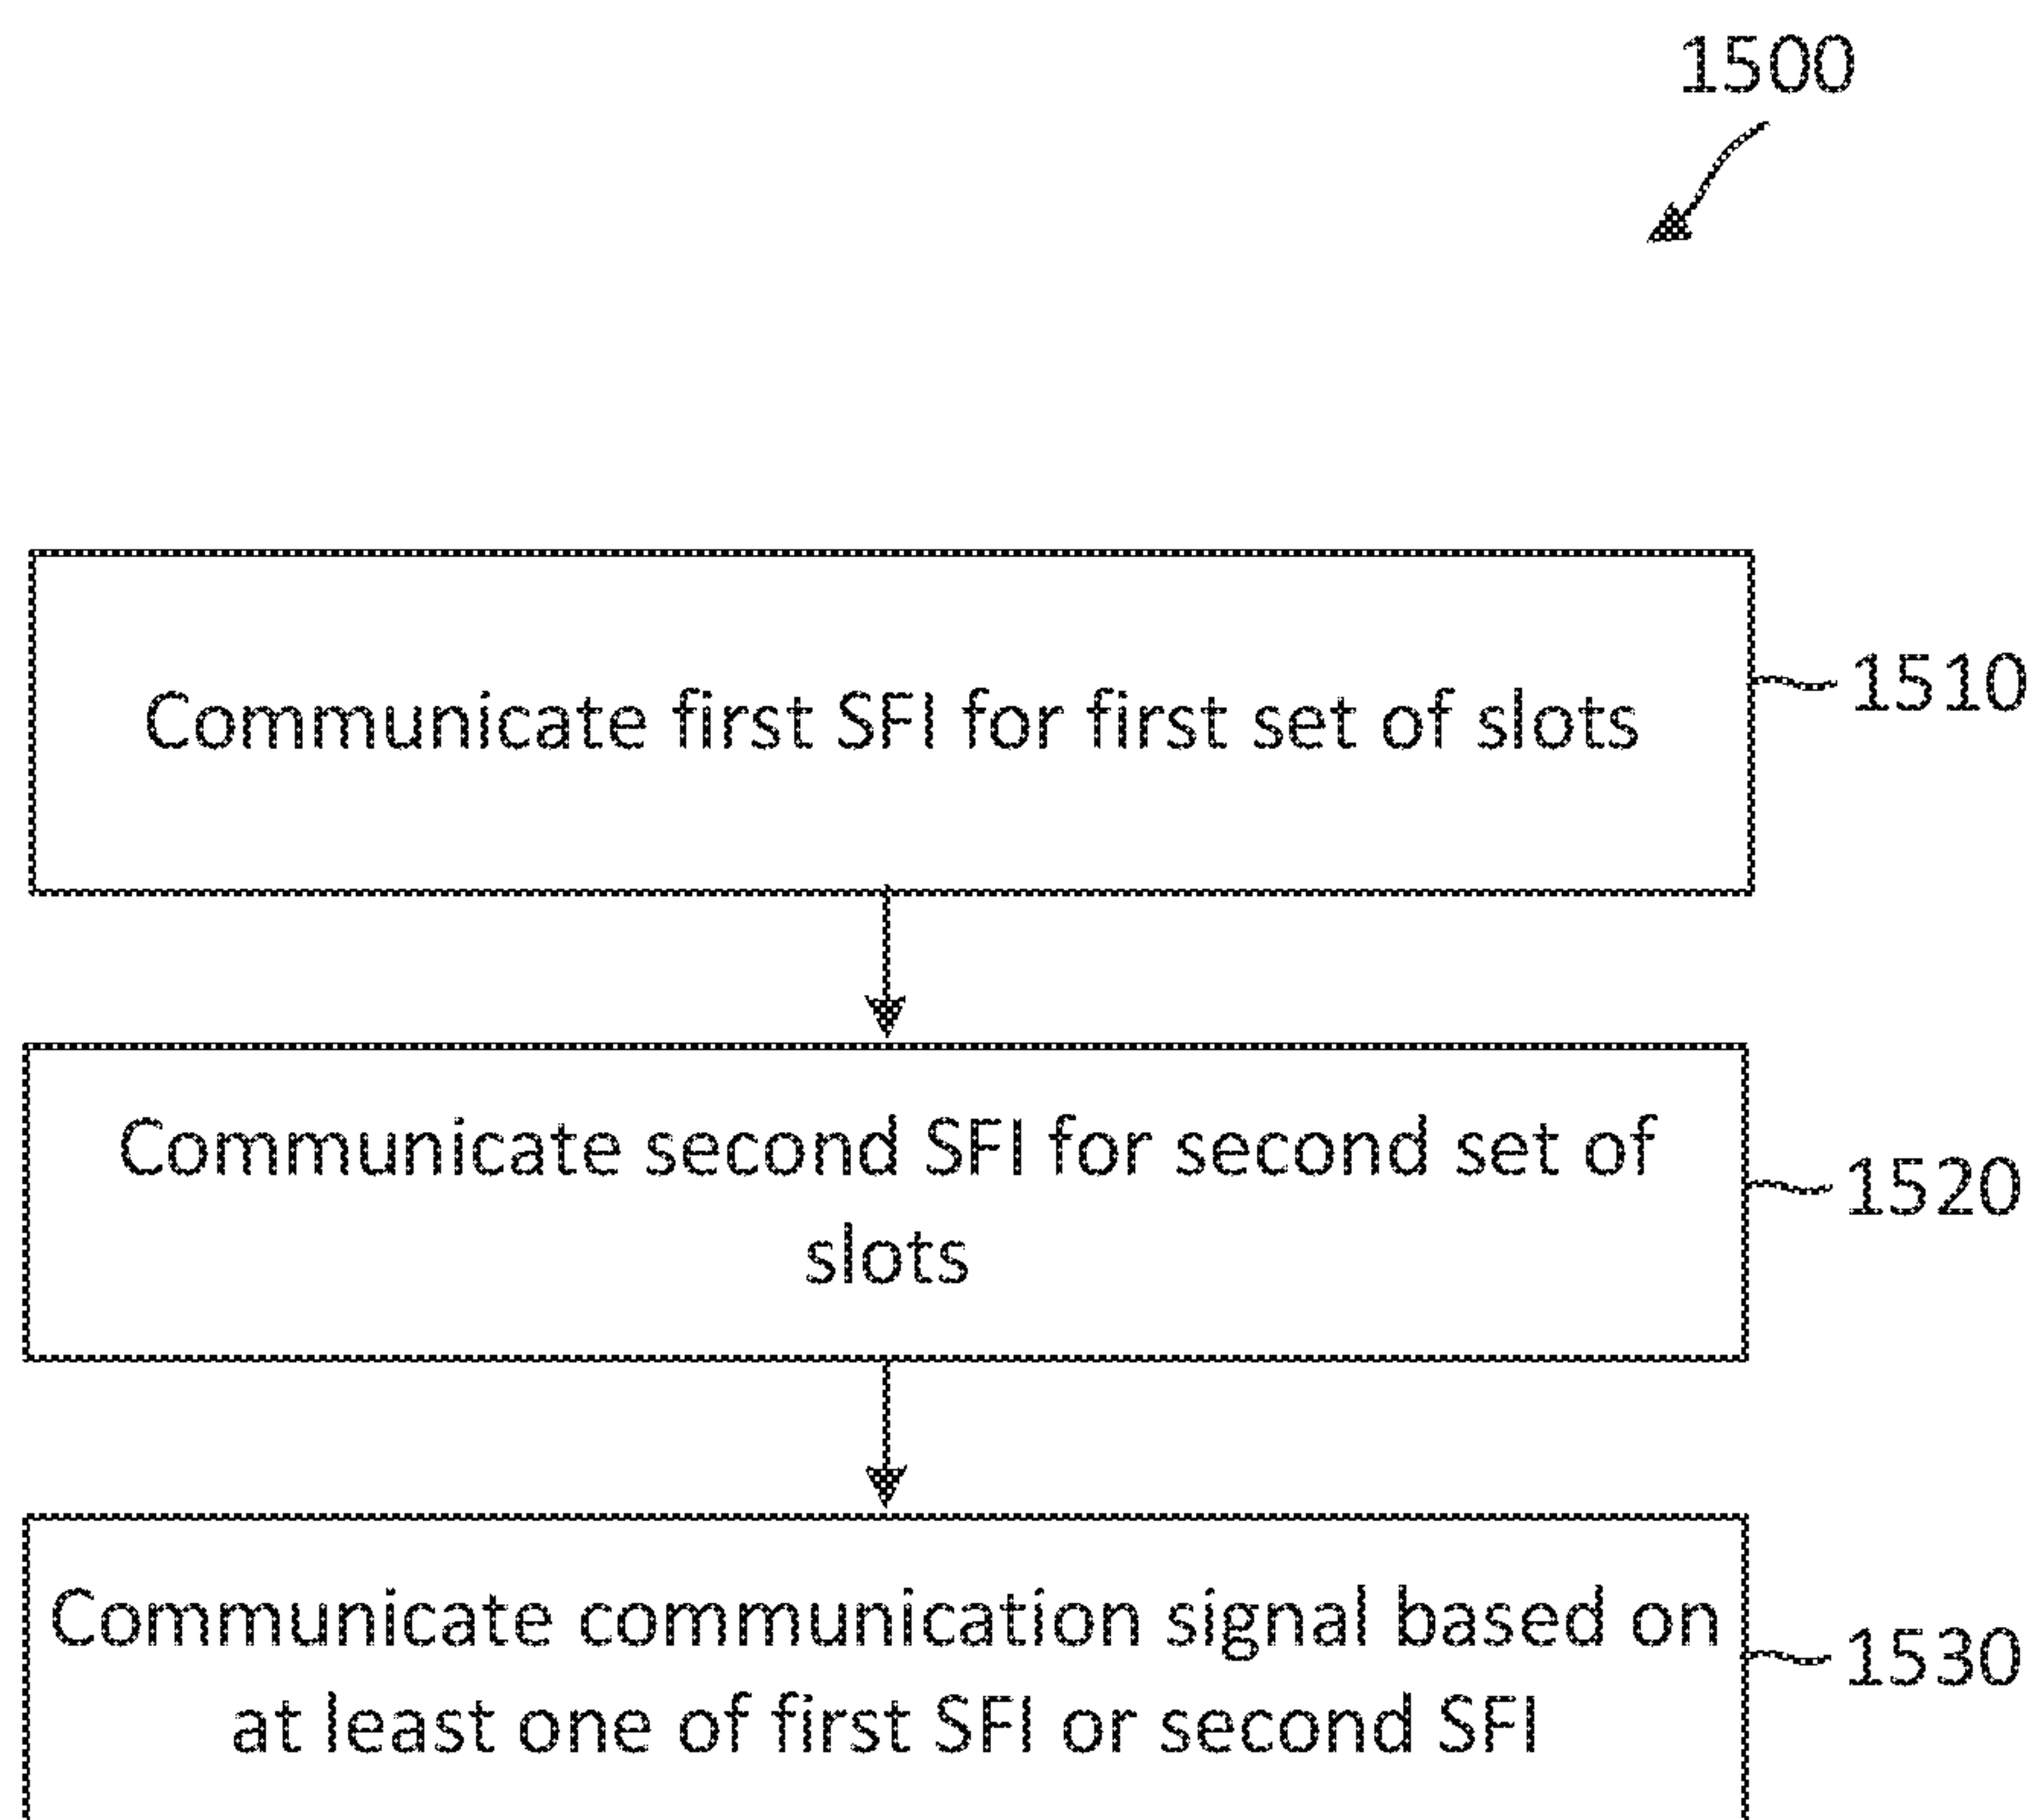 1500
Communicate first SFI for first set of slots
1510
Communicate second SFI for second set of
slots
1520
Communicate communication signal based on
at least one of first SFI or second SFI
1530